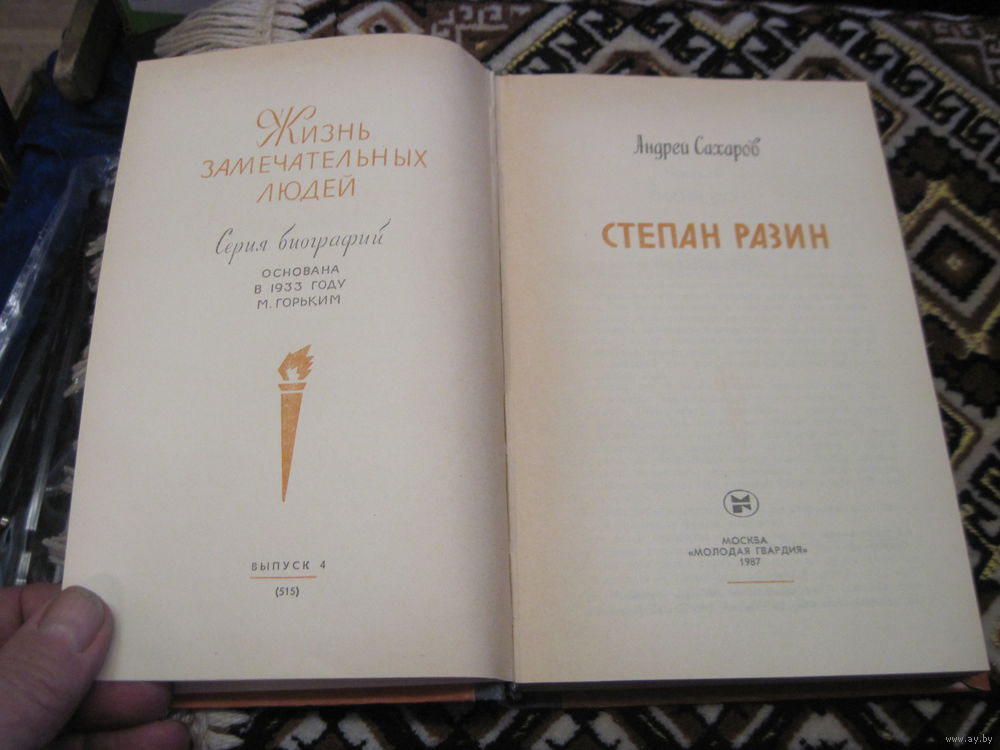 Жизнь
ЗАМЕЧАТЕЛЬНЫХ
ЛЮДЕЙ
Серия биографий
ОСНОВАНА
В 1933 ГОДУ
М. ГОРЬКИМ
ВЫПУСК 4
(515)
Андрей Сахаров
СТЕПАН РАЗИН
МОСКВА
«МОЛОДАЯ ГВАРДИЯ»
1987
www.ay.by